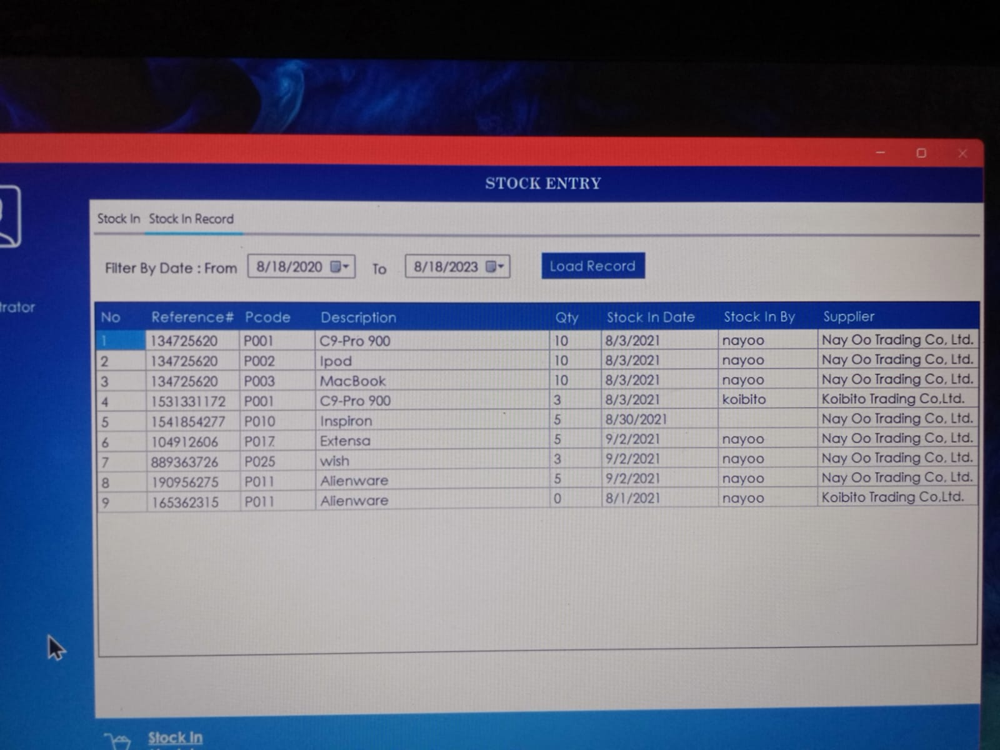 STOCK ENTRY
Stock In Stock In Record
trator
Filter By Date : From 8/18/2020 To 8/18/2023 Load Record
No Reference# Pcode Description Qty Stock In Date Stock In By Supplier
1 134725620 P001 C9-Pro 900 10 8/3/2021 nayoo Nay Oo Trading Co, Ltd.
2 134725620 P002 Ipod 10 8/3/2021 nayoo Nay Oo Trading Co, Ltd.
3 134725620 P003 MacBook 10 8/3/2021 nayoo Nay Oo Trading Co, Ltd.
4 1531331172 P001 C9-Pro 900 3 8/3/2021 koibito Koibito Trading Co,Ltd.
5 1541854277 P010 Inspiron 5 8/30/2021 Nay Oo Trading Co, Ltd.
6 104912606 P017 Extensa 5 9/2/2021 nayoo Nay Oo Trading Co, Ltd.
7 889363726 P025 wish 3 9/2/2021 nayoo Nay Oo Trading Co, Ltd.
8 190956275 P011 Alienware 5 9/2/2021 nayoo Nay Oo Trading Co, Ltd.
9 165362315 P011 Alienware 0 8/1/2021 nayoo Koibito Trading Co,Ltd.
Stock In